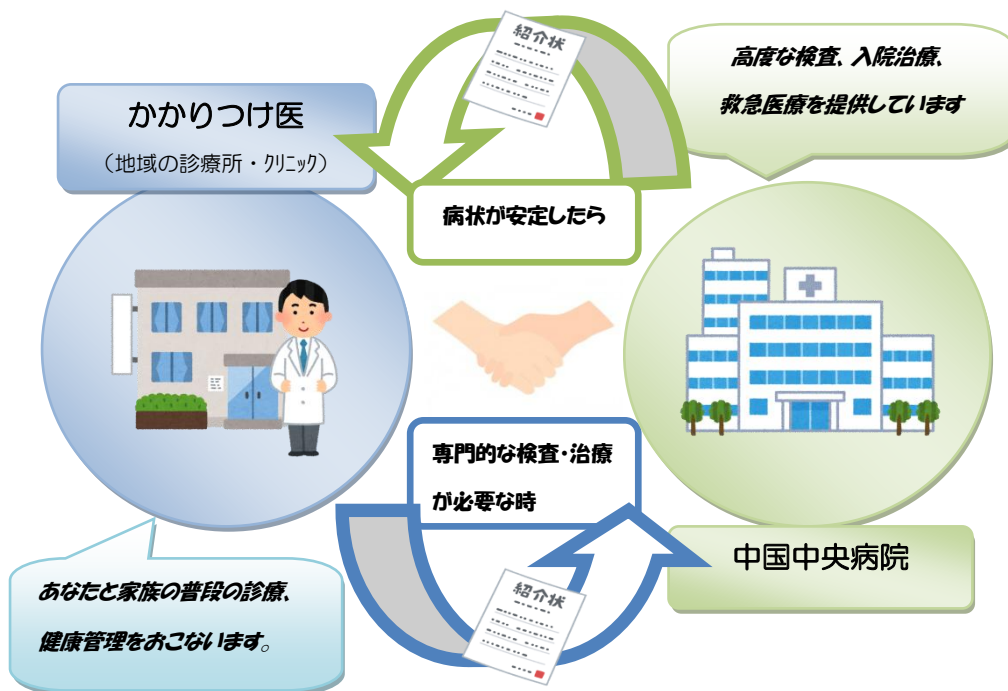 紹介状
高度な検査、入院治療、
救急医療を提供しています
かかりつけ医
（地域の診療所・クリニック）
病状が安定したら
専門的な検査・治療
が必要な時
中国中央病院
あなたと家族の普段の診療、
健康管理をおこないます。
紹介状